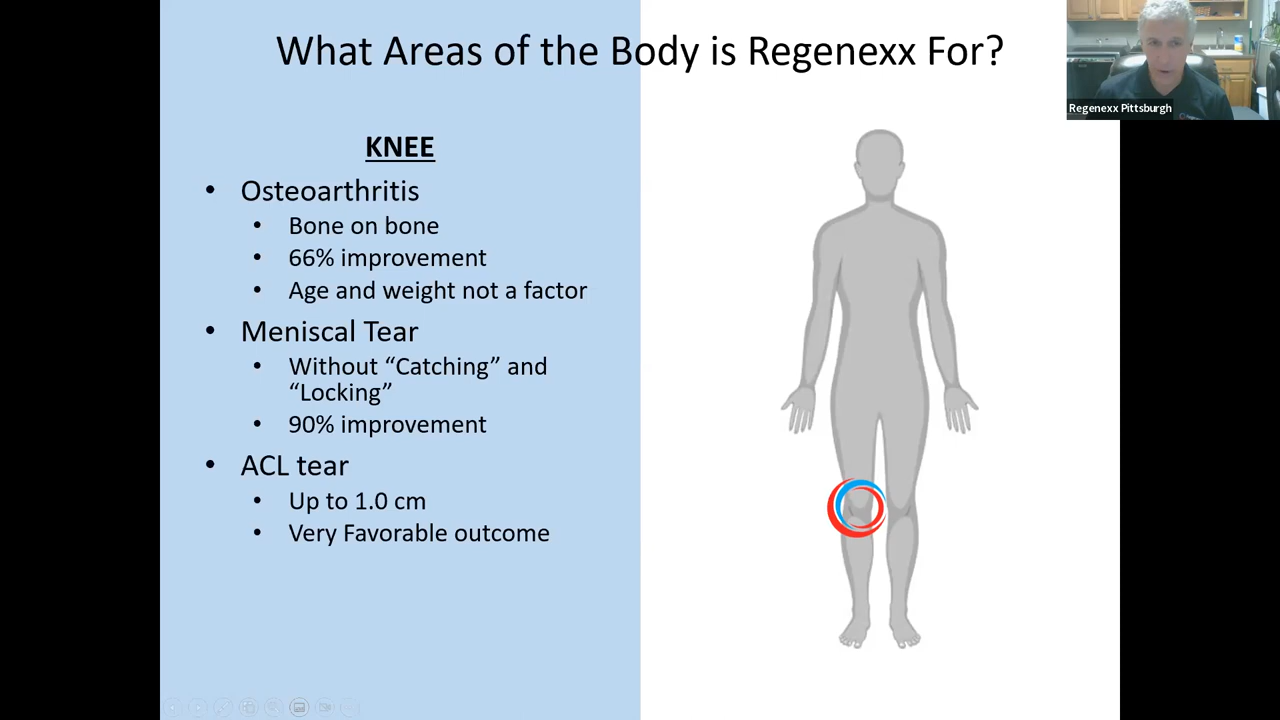 What Areas of the Body is Regenexx For?
Regenexx Pittsburgh
KNEE
• Osteoarthritis
• Bone on bone
• 66% improvement
• Age and weight not a factor
• Meniscal Tear
• Without “Catching” and
“Locking”
• 90% improvement
• ACL tear
• Up to 1.0 cm
• Very Favorable outcome